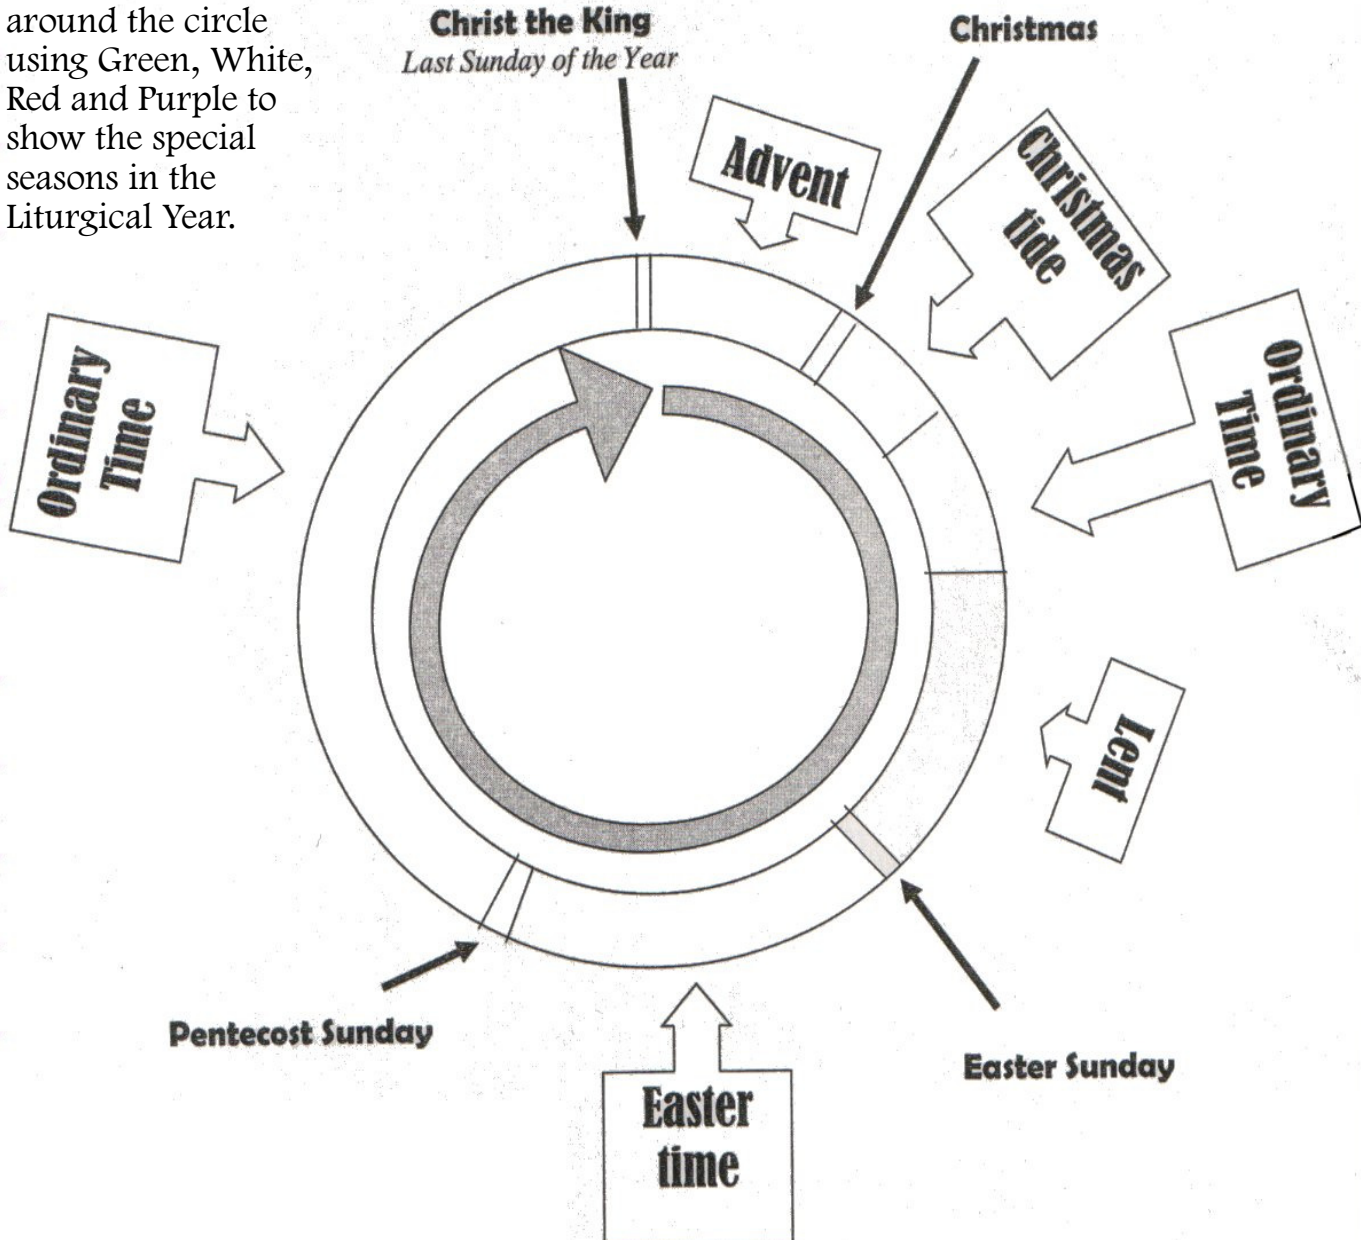 around the circle
using Green, White,
Red and Purple to
show the special
seasons in the
Liturgical Year.
Christ the King
Last Sunday of the Year
Christmas
Advent
Christmas
tide
Ordinary
Time
Ordinary
Time
Lent
Pentecost Sunday
Easter Sunday
Easter
time